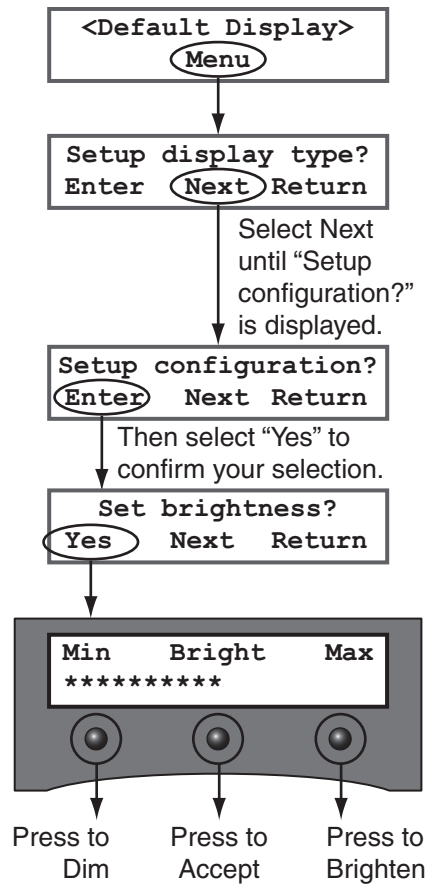 <Default Display>
Menu
Setup display type?
Enter Next Return
Select Next
until “Setup
configuration?”
is displayed.
Setup configuration?
Enter Next Return
Then select “Yes” to
confirm your selection.
Set brightness?
Yes Next Return
Min Bright Max
**********
Press to Dim
Press to Accept
Press to Brighten